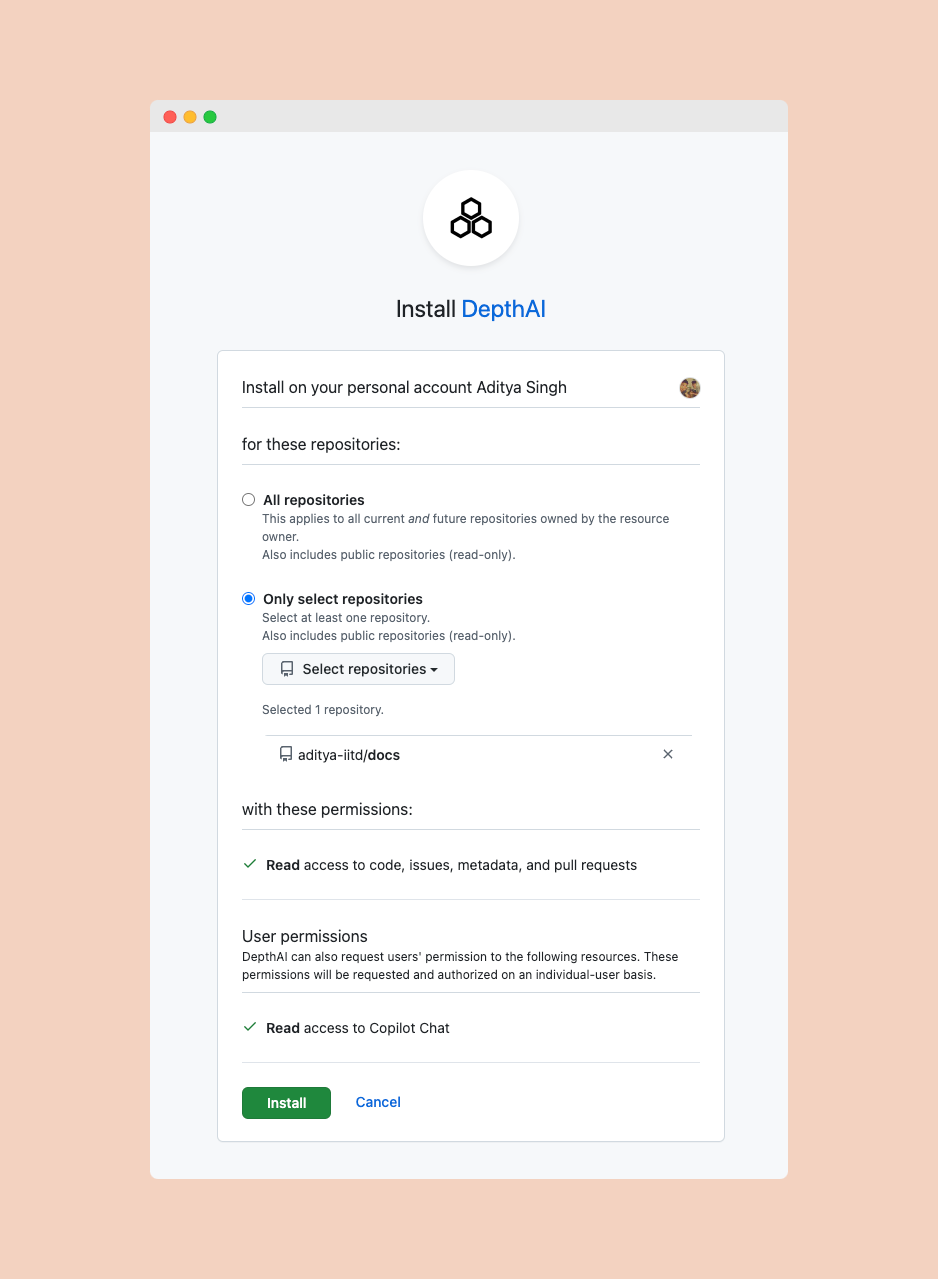 Install DepthAI
Install on your personal account Aditya Singh
for these repositories:
All repositories
This applies to all current and future repositories owned by the resource
owner.
Also includes public repositories (read-only).
Only select repositories
Select at least one repository.
Also includes public repositories (read-only).
Select repositories
Selected 1 repository.
aditya-iitd/docs
with these permissions:
Read access to code, issues, metadata, and pull requests
User permissions
DepthAI can also request users' permission to the following resources. These
permissions will be requested and authorized on an individual-user basis.
Read access to Copilot Chat
Install Cancel